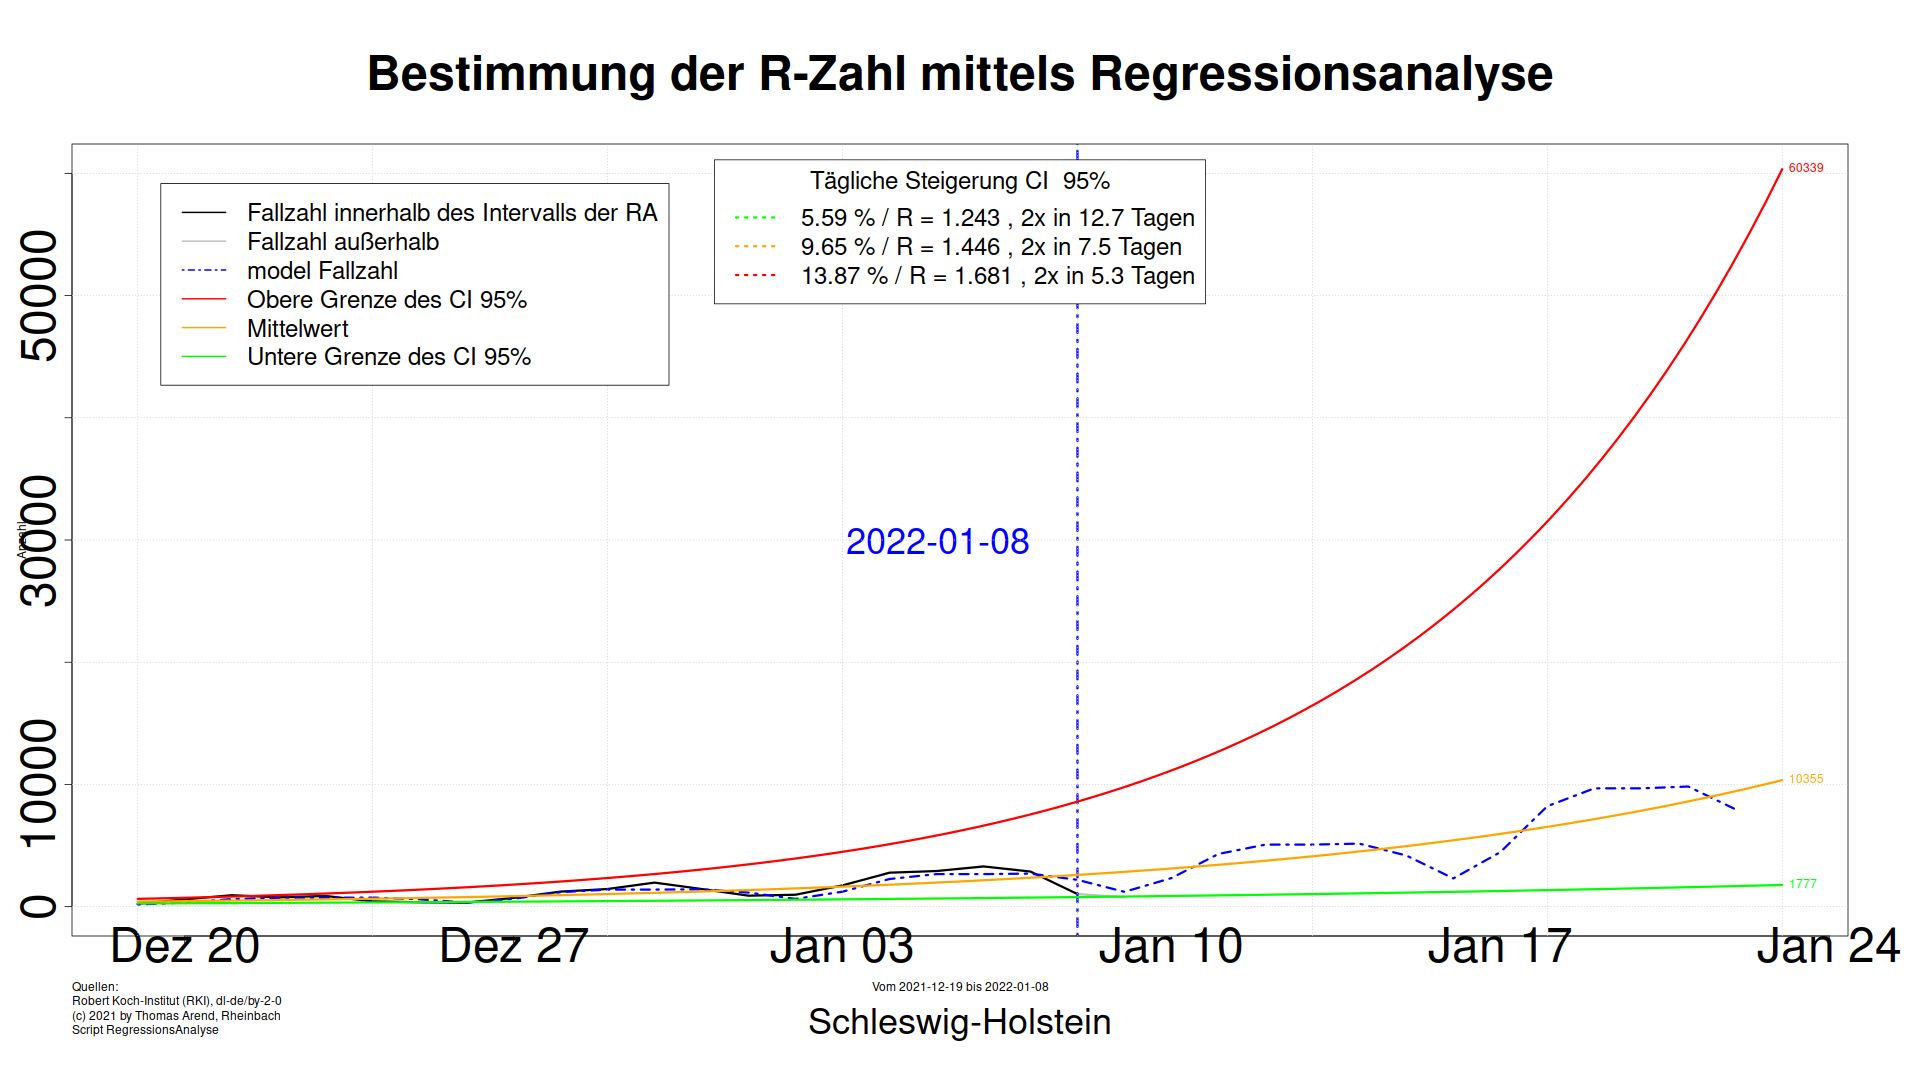 Bestimmung der R-Zahl mittels Regressionsanalyse
Fallzahl innerhalb des Intervalls der RA
Fallzahl außerhalb
model Fallzahl
Obere Grenze des CI 95%
Mittelwert
Untere Grenze des CI 95%
Tägliche Steigerung CI 95%
5.59 % / R = 1.243 , 2x in 12.7 Tagen
9.65 % / R = 1.446 , 2x in 7.5 Tagen
13.87 % / R = 1.681 , 2x in 5.3 Tagen
60339
10355
1777
2022-01-08
Anzahl
50000
30000
10000
0
Dez 20 Dez 27 Jan 03 Jan 10 Jan 17 Jan 24
Quellen:
Robert Koch-Institut (RKI), dl-de/by-2-0
(c) 2021 by Thomas Arend, Rheinbach
Script RegressionsAnalyse
Vom 2021-12-19 bis 2022-01-08
Schleswig-Holstein